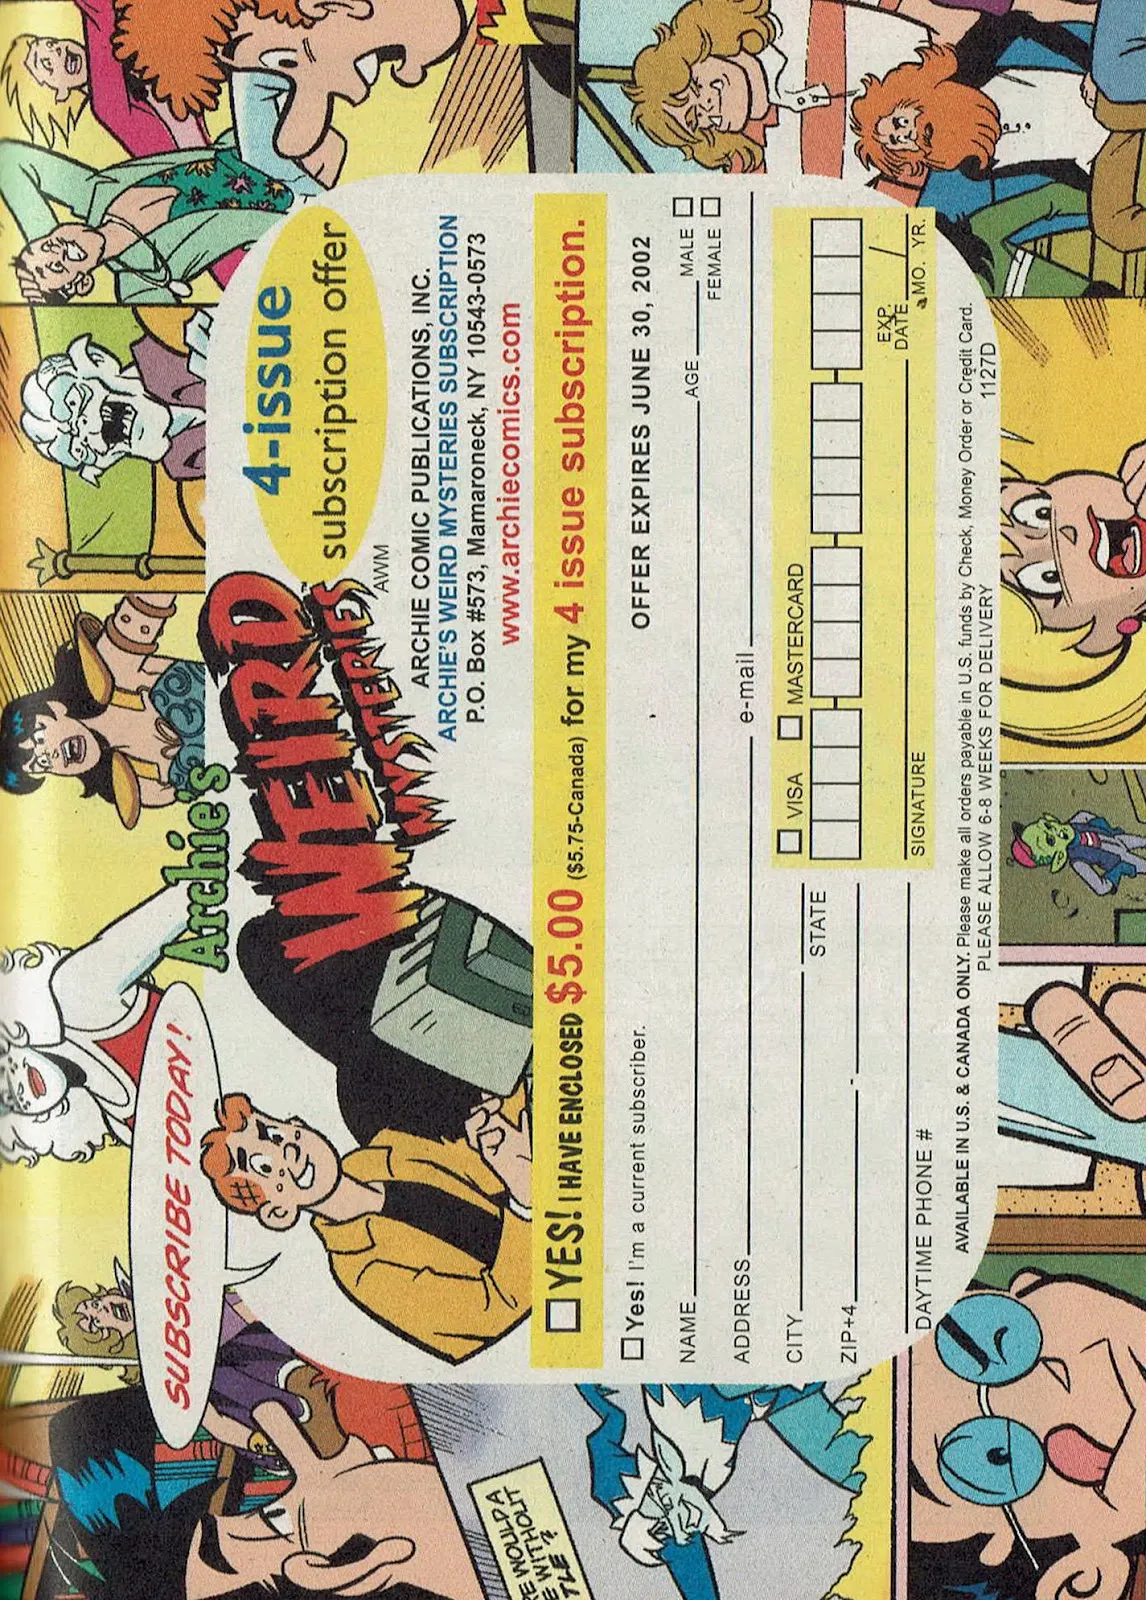 SUBSCRIBE TODAY!
Archie's
WEIRD
MYSTERIES
™
4-issue
subscription offer
AWM
ARCHIE COMIC PUBLICATIONS, INC.
ARCHIE'S WEIRD MYSTERIES SUBSCRIPTION
P.O. Box #573, Mamaroneck, NY 10543-0573
www.archiecomics.com
YES! I HAVE ENCLOSED $5.00 ($5.75-Canada) for my 4 issue subscription.
Yes! I'm a current subscriber. OFFER EXPIRES JUNE 30, 2002
NAME AGE MALE
FEMALE
ADDRESS e-mail
CITY STATE
VISA MASTERCARD
ZIP+4 -
EXP. DATE / MO. YR.
SIGNATURE
DAYTIME PHONE #
AVAILABLE IN U.S. & CANADA ONLY. Please make all orders payable in U.S. funds by Check, Money Order or Credit Card.
PLEASE ALLOW 6-8 WEEKS FOR DELIVERY 1127D
WOULD A
WITHOUT